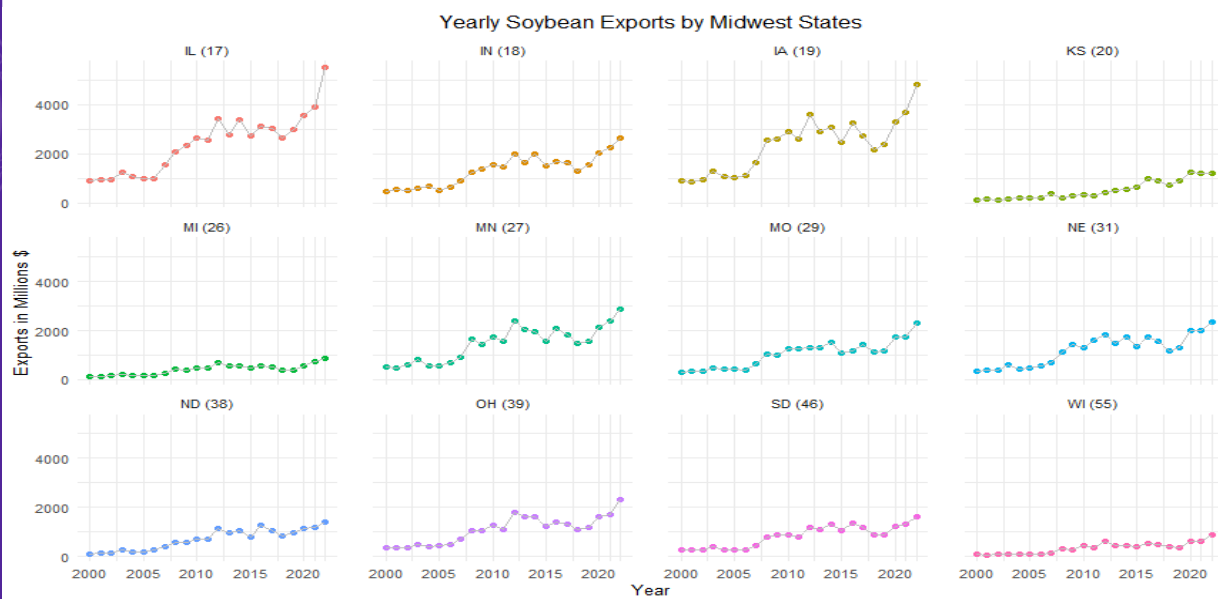 Yearly Soybean Exports by Midwest States
IL (17)
IN (18)
IA (19)
KS (20)
4000
2000
0
MI (26)
MN (27)
MO (29)
NE (31)
4000
2000
0
Exports in Millions $
ND (38)
OH (39)
SD (46)
WI (55)
4000
2000
0
2000 2005 2010 2015 2020
2000 2005 2010 2015 2020
2000 2005 2010 2015 2020
2000 2005 2010 2015 2020
Year